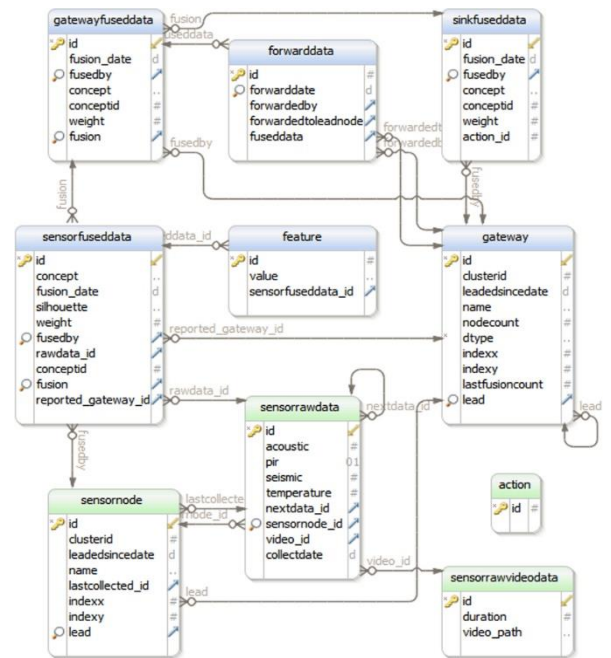 gatewayfuseddata
id
fusion_date
d
fusedby
concept
..
conceptid
#
weight
#
fusion
fusion
fuseddata
forwarddata
id
#
forwarddate
d
forwardedby
forwardedtoleadnode
fuseddata
sinkfuseddata
id
fusion_date
d
fusedby
concept
..
conceptid
#
weight
#
action_id
#
forwardedt
forwardedb
fusedby
fusedby
fusion
sensorfuseddata
id
concept
..
fusion_date
d
silhouette
..
weight
#
fusedby
rawdata_id
conceptid
#
fusion
reported_gateway_id
ddata_id
feature
id
#
value
..
sensorfuseddata_id
gateway
id
clusterid
#
leadedsincedate
d
name
..
nodecount
#
dtype
..
indexx
#
indexy
#
lastfusioncount
#
lead
reported_gateway_id
rawdata_id
nextdata_id
lead
fusedby
sensorrawdata
id
acoustic
#
pir
01
seismic
#
temperature
#
nextdata_id
sensornode_id
video_id
collectdate
d
action
id
#
sensornode
id
clusterid
#
leadedsincedate
d
name
..
lastcollected_id
indexx
#
indexy
#
lead
lastcollecte
node_id
lead
video_id
sensorrawvideodata
id
duration
#
video_path
..